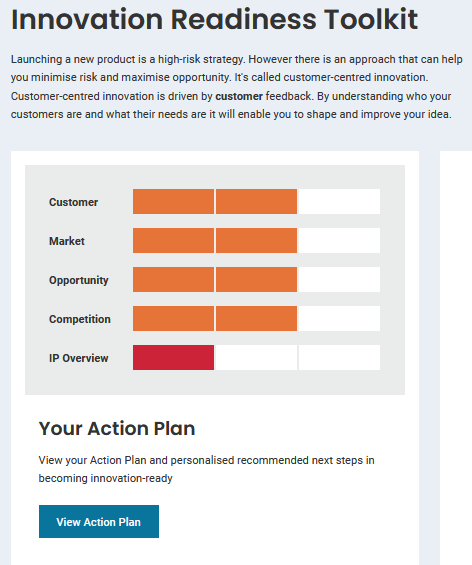 Innovation Readiness Toolkit
Launching a new product is a high-risk strategy. However there is an approach that can help
you minimise risk and maximise opportunity. It's called customer-centred innovation.
Customer-centred innovation is driven by customer feedback. By understanding who your
customers are and what their needs are it will enable you to shape and improve your idea.
Customer
Market
Opportunity
Competition
IP Overview
Your Action Plan
View your Action Plan and personalised recommended next steps in
becoming innovation-ready
View Action Plan